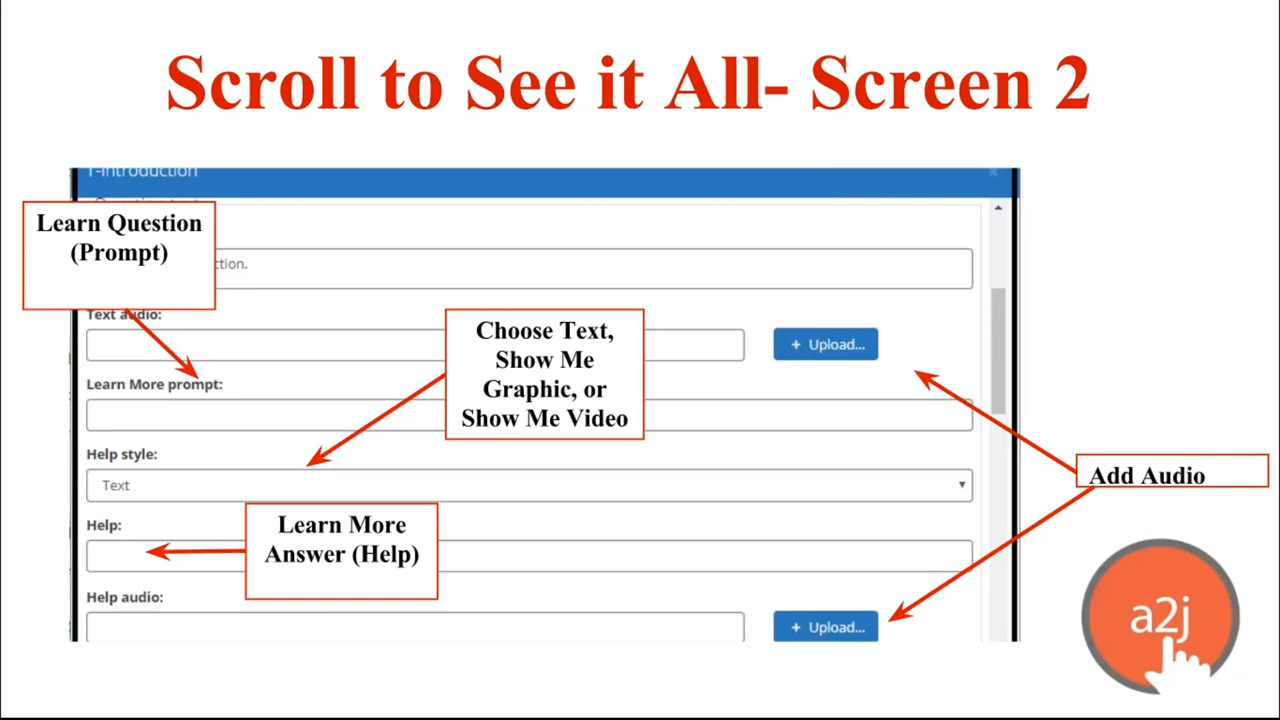 Scroll to See it All- Screen 2
1-Introduction
x
Learn Question
(Prompt)
ction.
Text audio:
+ Upload...
Choose Text,
Show Me
Graphic, or
Show Me Video
Learn More prompt:
Help style:
Text
Add Audio
Help:
Learn More
Answer (Help)
Help audio:
+ Upload...
a2j